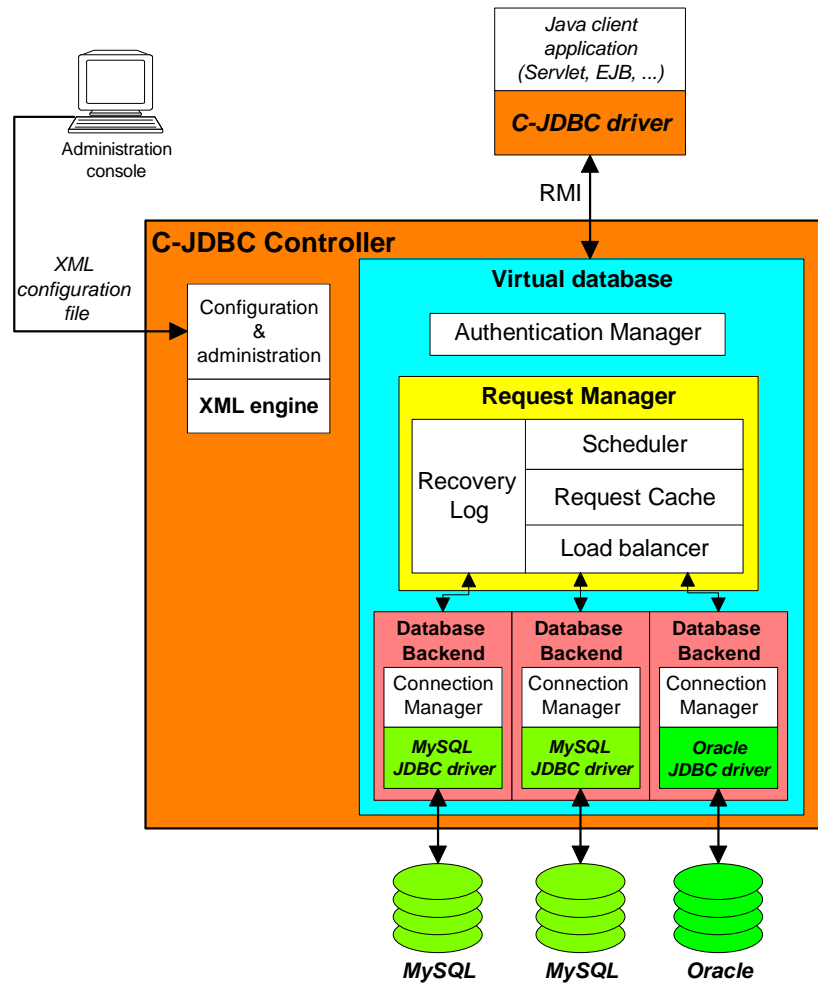 Java client
application
(Servlet, EJB, ...)
C-JDBC driver
Administration
console
RMI
C-JDBC Controller
XML
configuration
file
Configuration
&
administration
XML engine
Virtual database
Authentication Manager
Request Manager
Recovery
Log
Scheduler
Request Cache
Load balancer
Database
Backend
Connection
Manager
MySQL
JDBC driver
Database
Backend
Connection
Manager
MySQL
JDBC driver
Database
Backend
Connection
Manager
Oracle
JDBC driver
MySQL
MySQL
Oracle